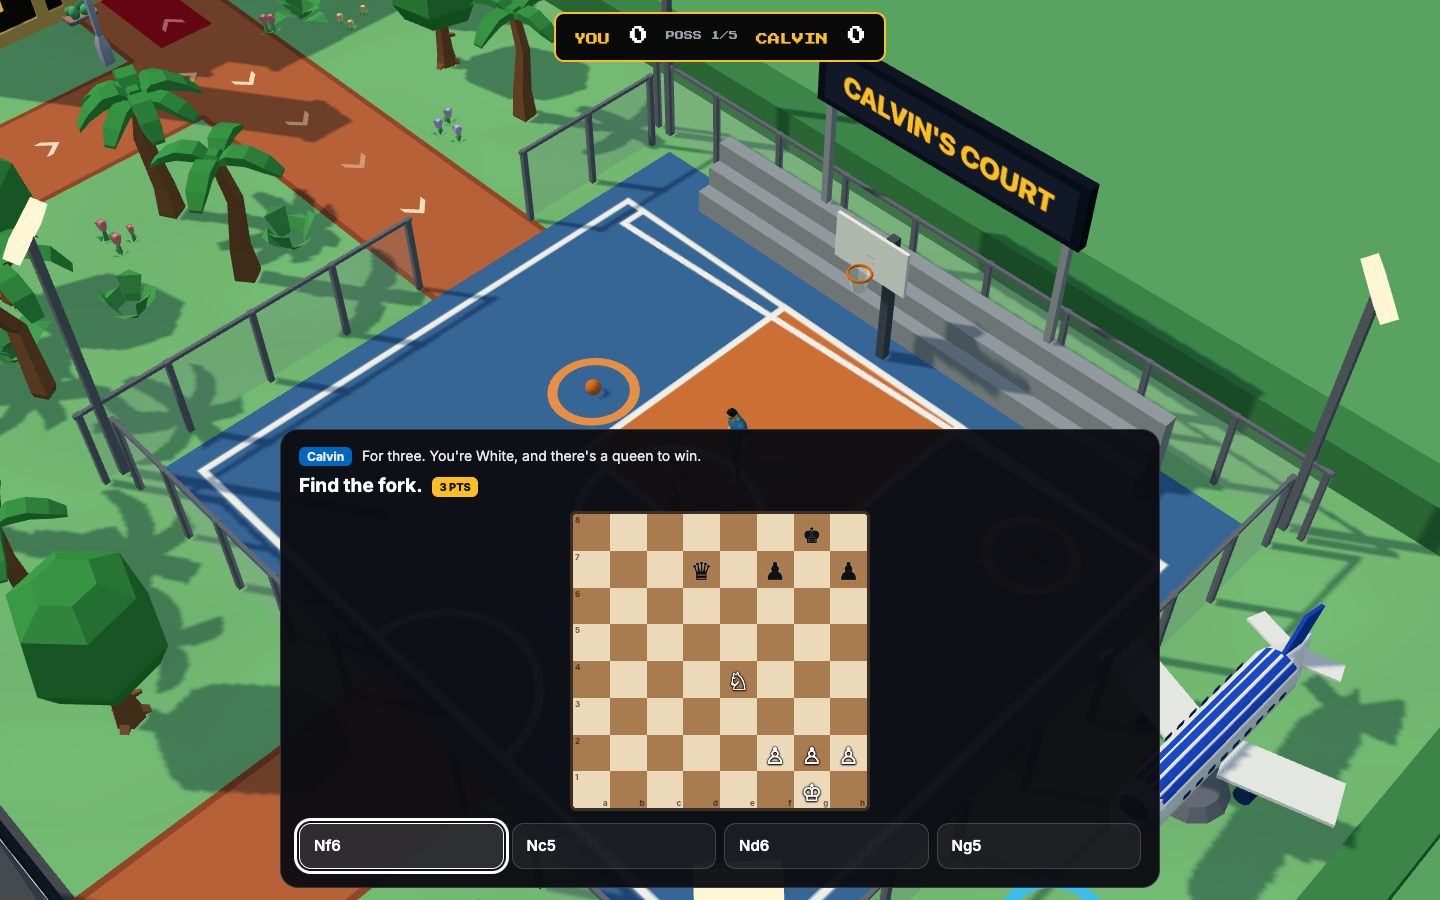 YOU 0 POSS 1/5 CALVIN 0
CALVIN'S COURT
Calvin For three. You're White, and there's a queen to win.
Find the fork. 3 PTS
8
7
6
5
4
3
2
1
a b c d e f g h
Nf6 Nc5 Nd6 Ng5